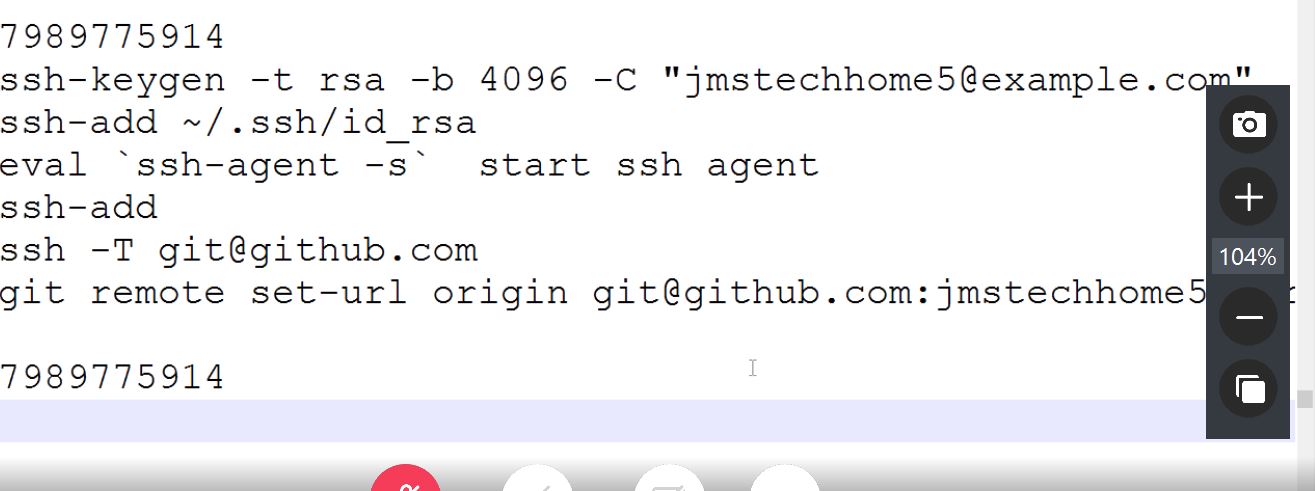 7989775914
ssh-keygen -t rsa -b 4096 -C "jmstechhome5@example.com"
ssh-add ~/.ssh/id_rsa
eval `ssh-agent -s`  start ssh agent
ssh-add
ssh -T git@github.com
git remote set-url origin git@github.com:jmstechhome5
104%
7989775914